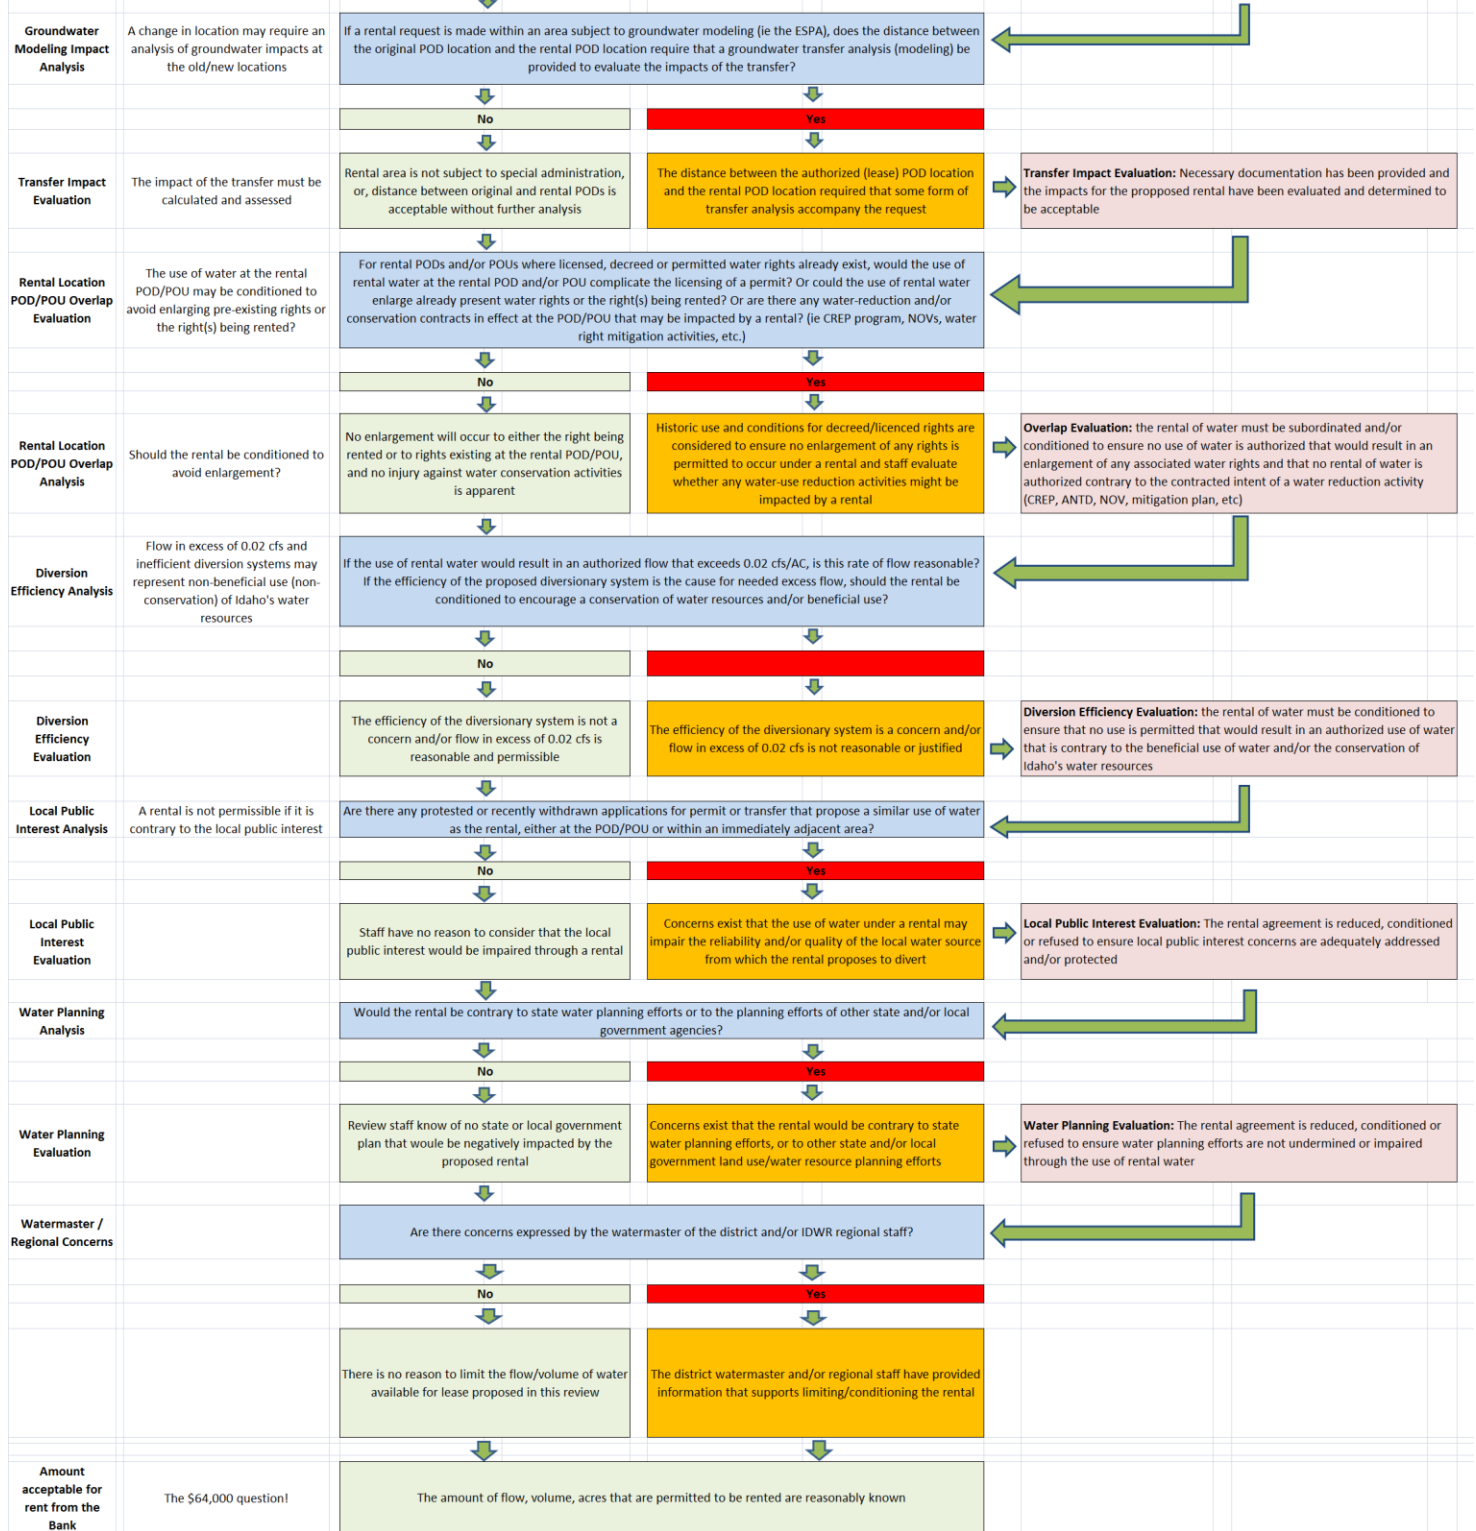 Groundwater
Modeling Impact
Analysis
A change in location may require an
analysis of groundwater impacts at
the old/new locations
If a rental request is made within an area subject to groundwater modeling (ie the ESPA), does the distance between
the original POD location and the rental POD location require that a groundwater transfer analysis (modeling) be
provided to evaluate the impacts of the transfer?
No
Yes
Transfer Impact
Evaluation
The impact of the transfer must be
calculated and assessed
Rental area is not subject to special administration,
or, distance between original and rental PODs is
acceptable without further analysis
The distance between the authorized (lease) POD location
and the rental POD location required that some form of
transfer analysis accompany the request
Transfer Impact Evaluation: Necessary documentation has been provided and
the impacts for the propposed rental have been evaluated and determined to
be acceptable
Rental Location
POD/POU Overlap
Evaluation
The use of water at the rental
POD/POU may be conditioned to
avoid enlarging pre-existing rights or
the right(s) being rented?
For rental PODs and/or POUs where licensed, decreed or permitted water rights already exist, would the use of
rental water at the rental POD and/or POU complicate the licensing of a permit? Or could the use of rental water
enlarge already present water rights or the right(s) being rented? Or are there any water-reduction and/or
conservation contracts in effect at the POD/POU that may be impacted by a rental? (ie CREP program, NOVs, water
right mitigation activities, etc.)
No
Yes
Rental Location
POD/POU Overlap
Analysis
Should the rental be conditioned to
avoid enlargement?
No enlargement will occur to either the right being
rented or to rights existing at the rental POD/POU,
and no injury against water conservation activities
is apparent
Historic use and conditions for decreed/licenced rights are
considered to ensure no enlargement of any rights is
permitted to occur under a rental and staff evaluate
whether any water-use reduction activities might be
impacted by a rental
Overlap Evaluation: the rental of water must be subordinated and/or
conditioned to ensure no use of water is authorized that would result in an
enlargement of any associated water rights and that no rental of water is
authorized contrary to the contracted intent of a water reduction activity
(CREP, ANTD, NOV, mitigation plan, etc)
Diversion
Efficiency Analysis
Flow in excess of 0.02 cfs and
inefficient diversion systems may
represent non-beneficial use (non-
conservation) of Idaho's water
resources
If the use of rental water would result in an authorized flow that exceeds 0.02 cfs/AC, is this rate of flow reasonable?
If the efficiency of the proposed diversionary system is the cause for needed excess flow, should the rental be
conditioned to encourage a conservation of water resources and/or beneficial use?
No
Diversion
Efficiency
Evaluation
The efficiency of the diversionary system is not a
concern and/or flow in excess of 0.02 cfs is
reasonable and permissible
The efficiency of the diversionary system is a concern and/or
flow in excess of 0.02 cfs is not reasonable or justified
Diversion Efficiency Evaluation: the rental of water must be conditioned to
ensure that no use is permitted that would result in an authorized use of water
that is contrary to the beneficial use of water and/or the conservation of
Idaho's water resources
Local Public
Interest Analysis
A rental is not permissible if it is
contrary to the local public interest
Are there any protested or recently withdrawn applications for permit or transfer that propose a similar use of water
as the rental, either at the POD/POU or within an immediately adjacent area?
No
Yes
Local Public
Interest
Evaluation
Staff have no reason to consider that the local
public interest would be impaired through a rental
Concerns exist that the use of water under a rental may
impair the reliability and/or quality of the local water source
from which the rental proposes to divert
Local Public Interest Evaluation: The rental agreement is reduced, conditioned
or refused to ensure local public interest concerns are adequately addressed
and/or protected
Water Planning
Analysis
Would the rental be contrary to state water planning efforts or to the planning efforts of other state and/or local
government agencies?
No
Yes
Water Planning
Evaluation
Review staff know of no state or local government
plan that woule be negatively impacted by the
proposed rental
Concerns exist that the rental would be contrary to state
water planning efforts, or to other state and/or local
government land use/water resource planning efforts
Water Planning Evaluation: The rental agreement is reduced, conditioned or
refused to ensure water planning efforts are not undermined or impaired
through the use of rental water
Watermaster /
Regional Concerns
Are there concerns expressed by the watermaster of the district and/or IDWR regional staff?
No
Yes
There is no reason to limit the flow/volume of water
available for lease proposed in this review
The district watermaster and/or regional staff have provided
information that supports limiting/conditioning the rental
Amount
acceptable for
rent from the
Bank
The $64,000 question!
The amount of flow, volume, acres that are permitted to be rented are reasonably known